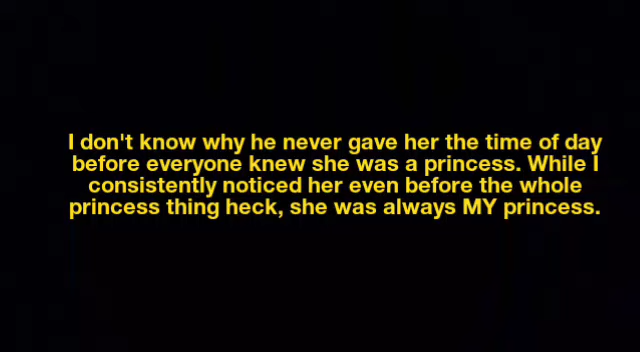 I don't know why he never gave her the time of day
before everyone knew she was a princess. While I
consistently noticed her even before the whole
princess thing heck, she was always MY princess.